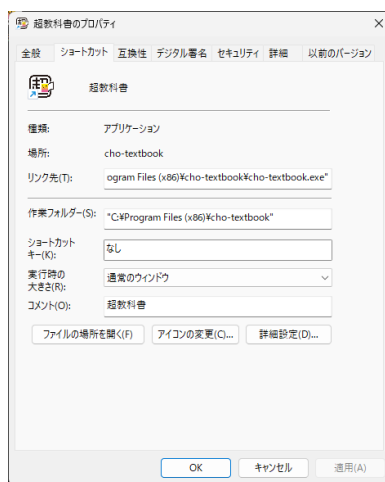 超教科書のプロパティ
全般 ショートカット 互換性 デジタル署名 セキュリティ 詳細 以前のバージョン
超教科書
種類: アプリケーション
場所: cho-textbook
リンク先(T): ogram Files (x86)¥cho-textbook¥cho-textbook.exe"
作業フォルダー(S): "C:¥Program Files (x86)¥cho-textbook"
ショートカット
キー(K): なし
実行時の
大きさ(R): 通常のウィンドウ
コメント(O): 超教科書
ファイルの場所を開く(F) アイコンの変更(C)... 詳細設定(D)...
OK キャンセル 適用(A)